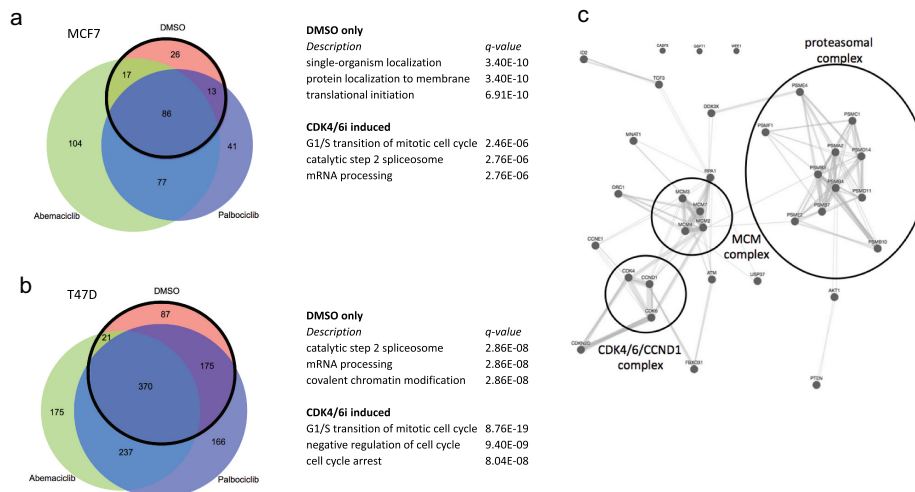 a
MCF7
DMSO
26
17
13
86
104
41
77
Abemaciclib
Palbociclib
DMSO only
Description q-value
single-organism localization 3.40E-10
protein localization to membrane 3.40E-10
translational initiation 6.91E-10
CDK4/6i induced
G1/S transition of mitotic cell cycle 2.46E-06
catalytic step 2 spliceosome 2.76E-06
mRNA processing 2.76E-06
b
T47D
DMSO
87
21
175
370
175
166
237
Abemaciclib
Palbociclib
DMSO only
Description q-value
catalytic step 2 spliceosome 2.86E-08
mRNA processing 2.86E-08
covalent chromatin modification 2.86E-08
CDK4/6i induced
G1/S transition of mitotic cell cycle 8.76E-19
negative regulation of cell cycle 9.40E-09
cell cycle arrest 8.04E-08
c
proteasomal
complex
ID2
TCF3
DDX3X
PSME4
PSMF1
PSMC1
MNAT1
PSMA2
PSMD14
RPA1
PSMB4
PSMD11
ORC1
MCM3
MCM7
MCM2
PSMB7
PSMB10
MCM
complex
CCNE1
CDK4
CCND1
CDK6
ATM
USP37
AKT1
CDKN2D
FBXO31
PTEN
CDK4/6/CCND1
complex